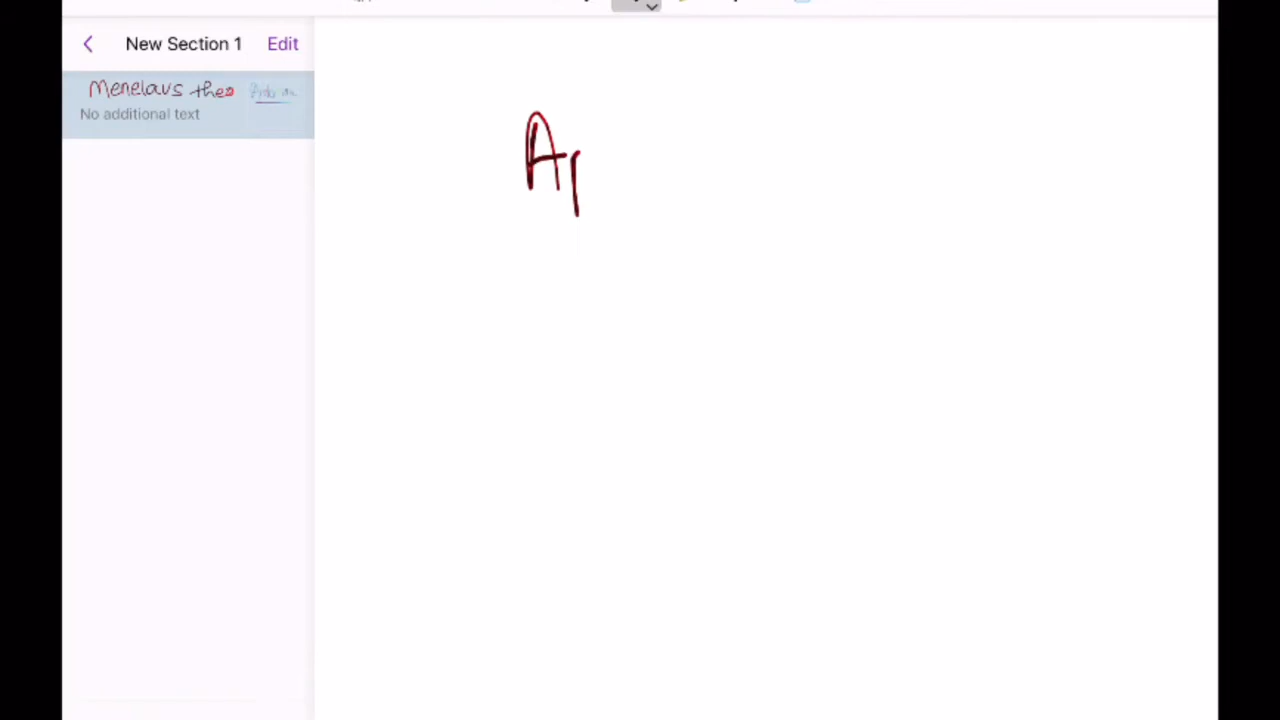 New Section 1 Edit
Menelaus theo
No additional text
A